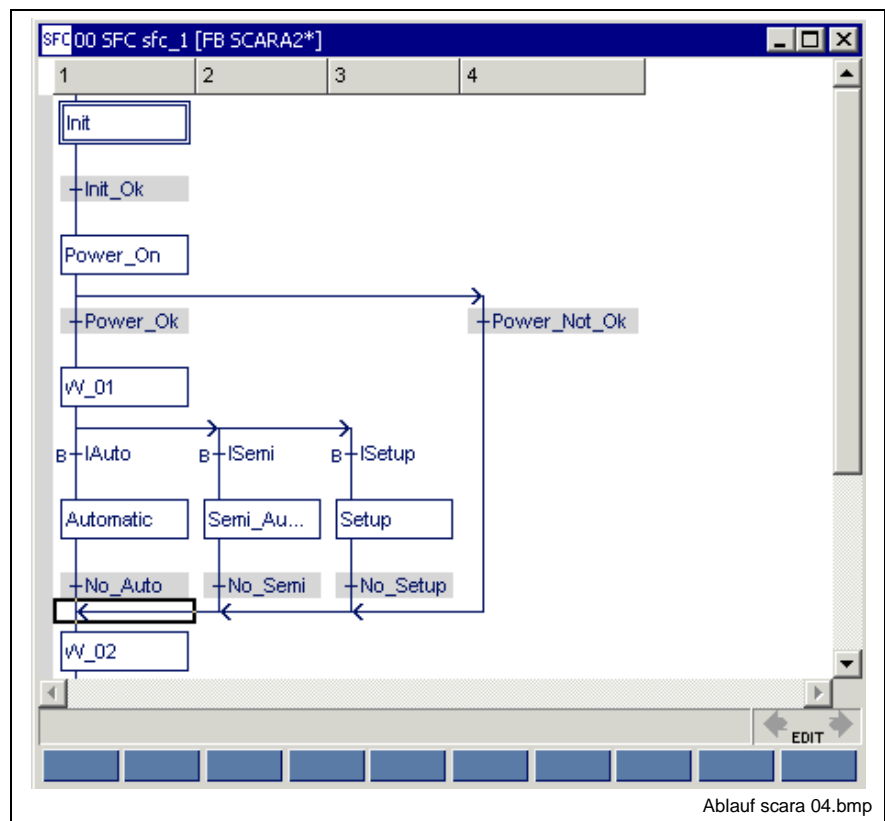 SFC 00 SFC sfc_1 [FB SCARA2*]
1 2 3 4
Init
Init_Ok
Power_On
Power_Ok Power_Not_Ok
W_01
B IAuto B ISemi B ISetup
Automatic Semi_Au... Setup
No_Auto No_Semi No_Setup
W_02
EDIT
Ablauf scara 04.bmp